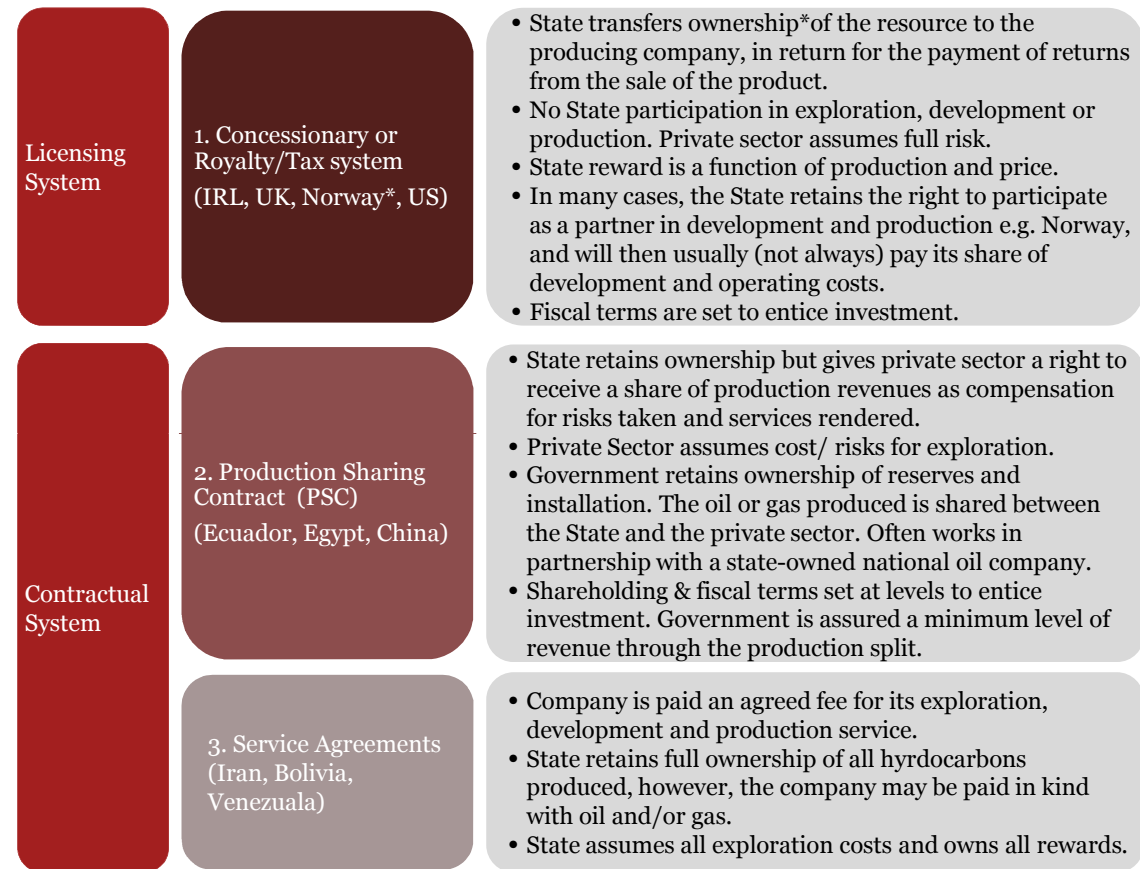 Licensing
System
1. Concessionary or
Royalty/Tax system
(IRL, UK, Norway*, US)
• State transfers ownership*of the resource to the
producing company, in return for the payment of returns
from the sale of the product.
• No State participation in exploration, development or
production. Private sector assumes full risk.
• State reward is a function of production and price.
• In many cases, the State retains the right to participate
as a partner in development and production e.g. Norway,
and will then usually (not always) pay its share of
development and operating costs.
• Fiscal terms are set to entice investment.
Contractual
System
2. Production Sharing
Contract (PSC)
(Ecuador, Egypt, China)
• State retains ownership but gives private sector a right to
receive a share of production revenues as compensation
for risks taken and services rendered.
• Private Sector assumes cost/ risks for exploration.
• Government retains ownership of reserves and
installation. The oil or gas produced is shared between
the State and the private sector. Often works in
partnership with a state-owned national oil company.
• Shareholding & fiscal terms set at levels to entice
investment. Government is assured a minimum level of
revenue through the production split.
3. Service Agreements
(Iran, Bolivia,
Venezuala)
• Company is paid an agreed fee for its exploration,
development and production service.
• State retains full ownership of all hyrdocarbons
produced, however, the company may be paid in kind
with oil and/or gas.
• State assumes all exploration costs and owns all rewards.